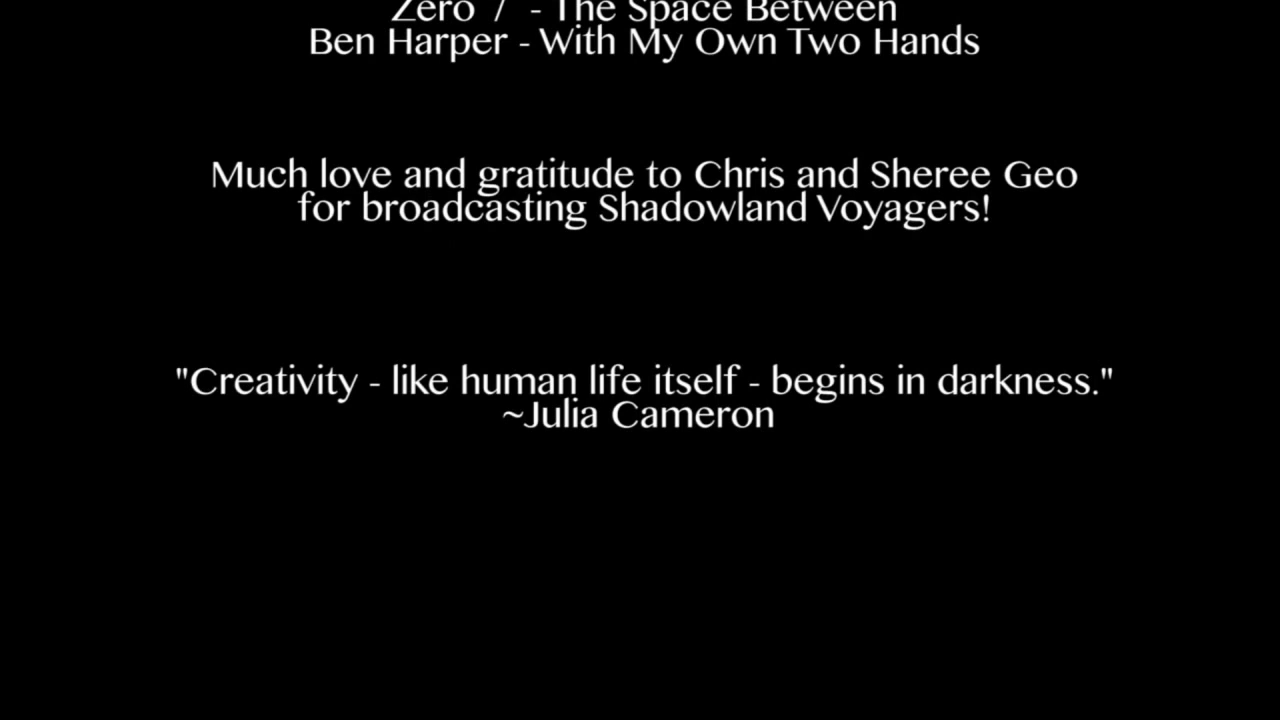 Zero 7 - The Space Between
Ben Harper - With My Own Two Hands
Much love and gratitude to Chris and Sheree Geo
for broadcasting Shadowland Voyagers!
"Creativity - like human life itself - begins in darkness."
~Julia Cameron